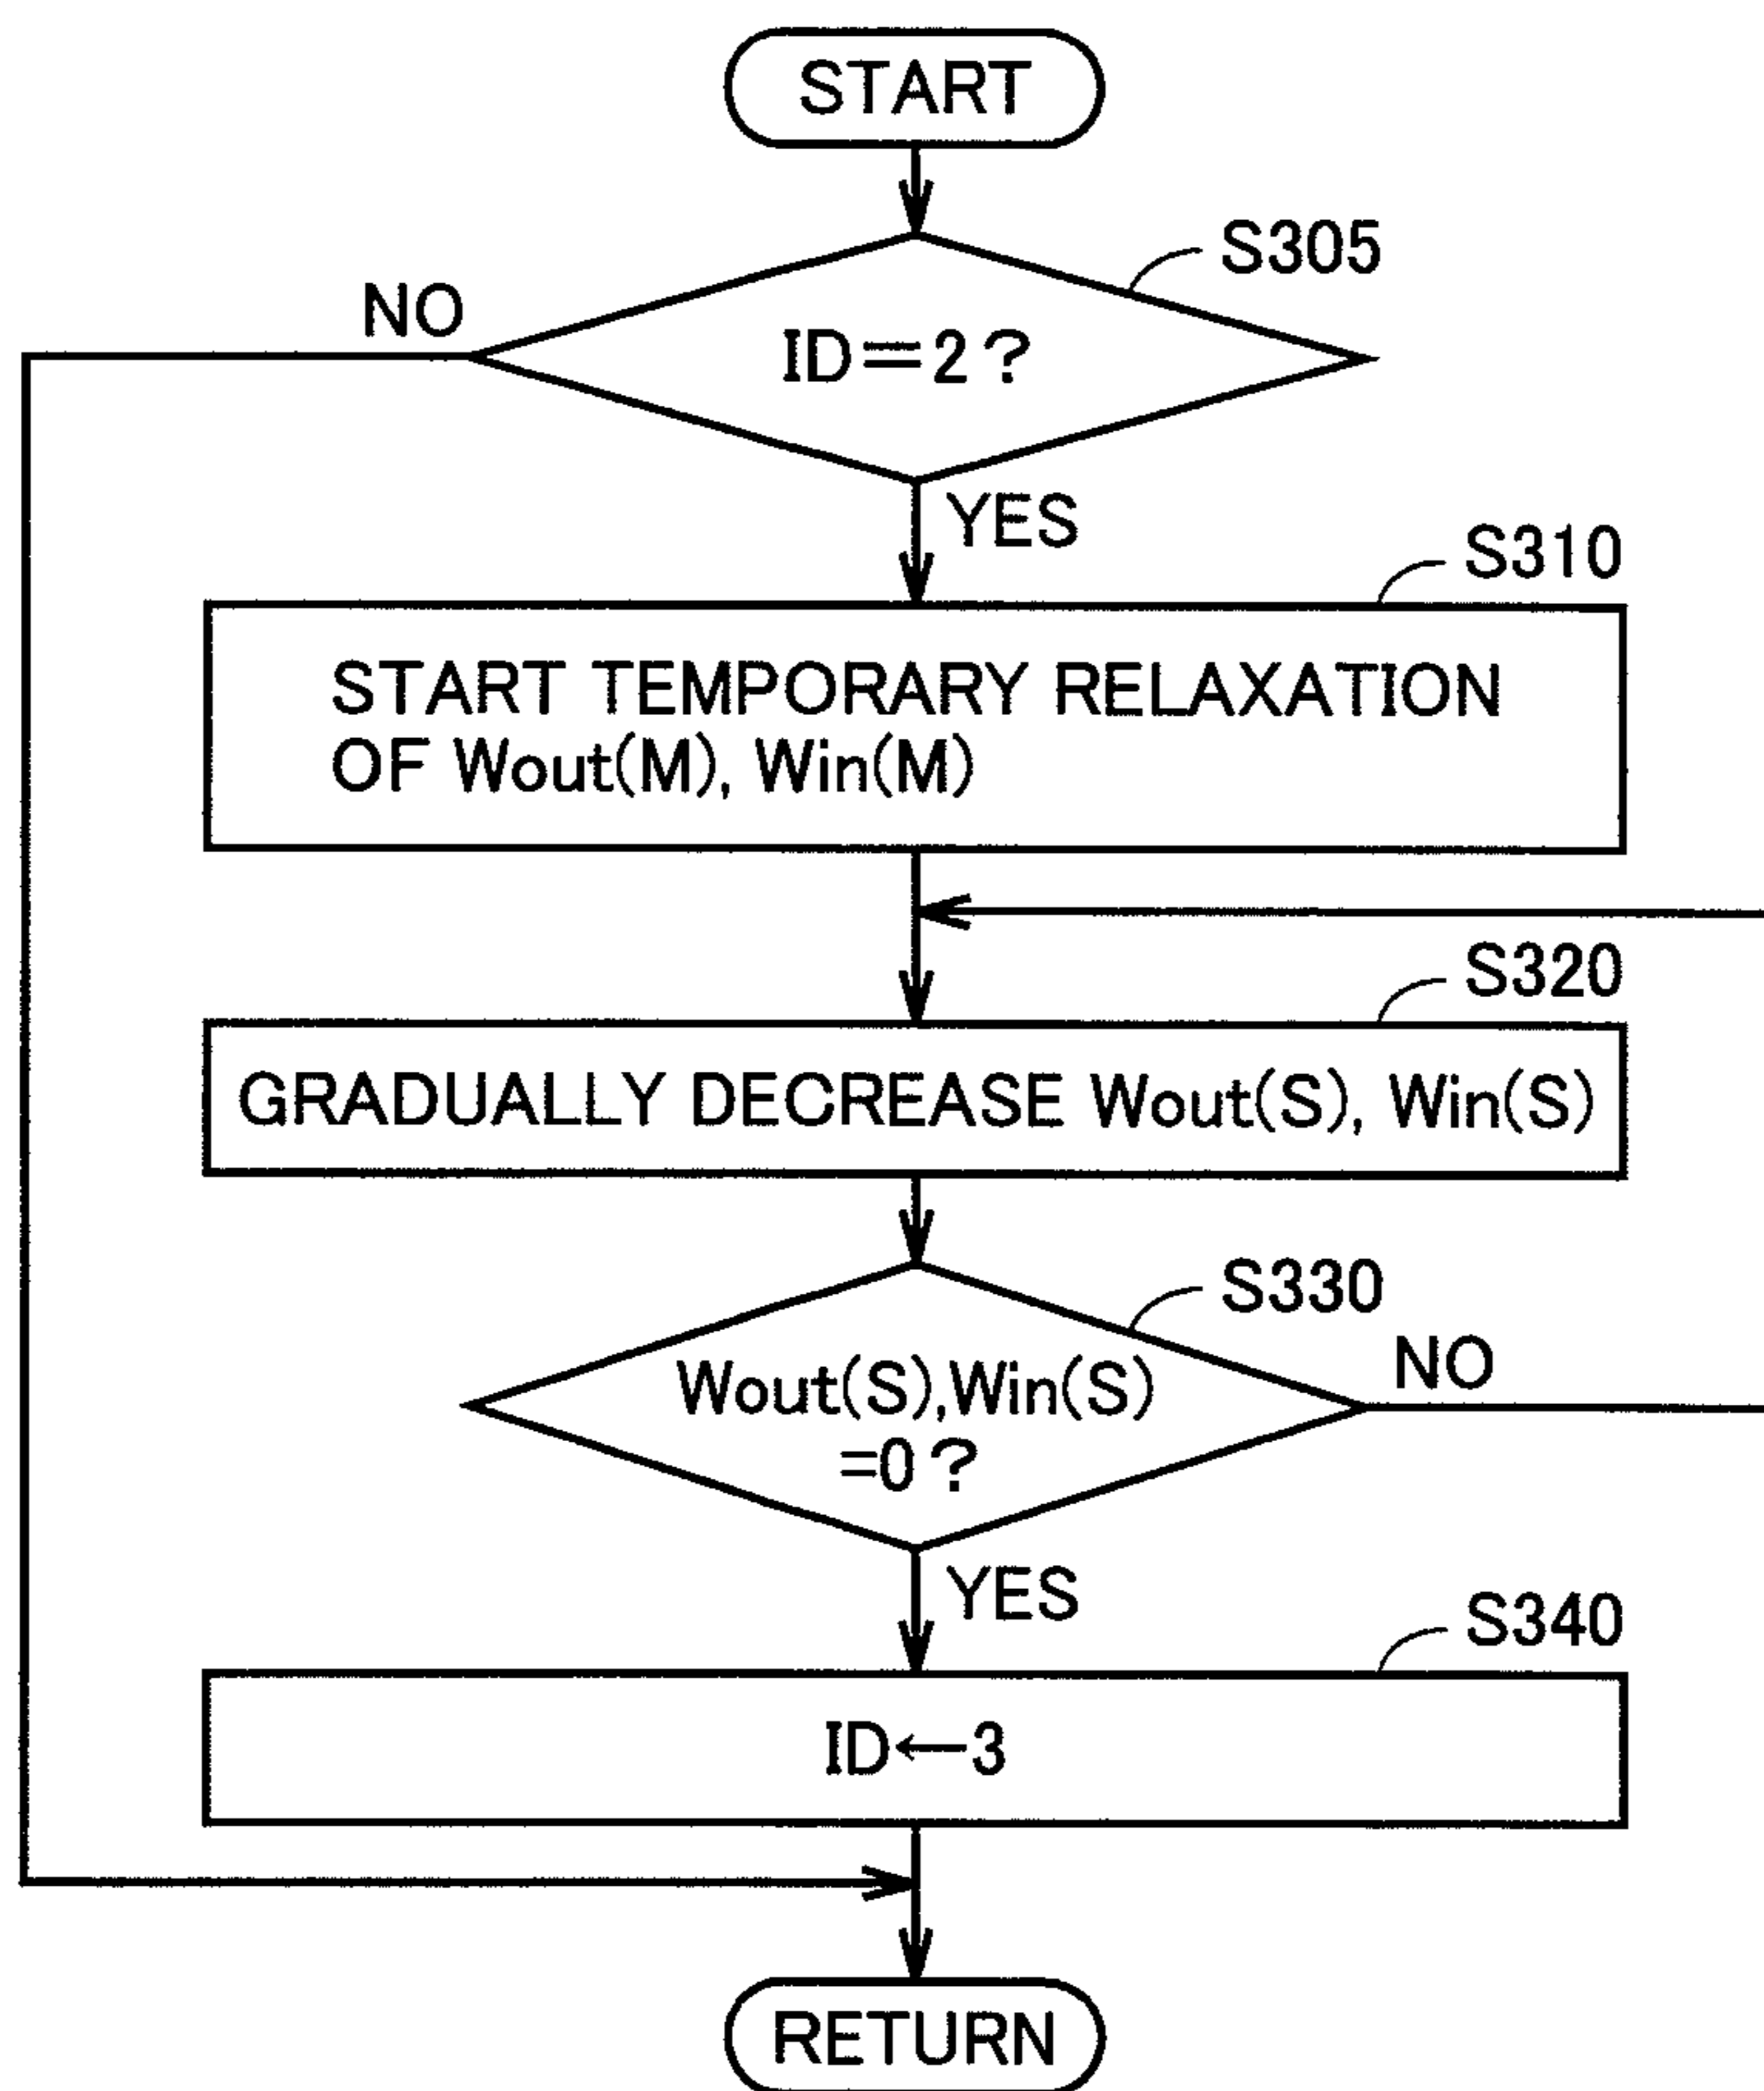 START
S305
NO
ID=2?
YES
S310
START TEMPORARY RELAXATION
OF Wout(M), Win(M)
S320
GRADUALLY DECREASE Wout(S), Win(S)
S330
NO
Wout(S),Win(S)
=0?
YES
S340
ID←3
RETURN